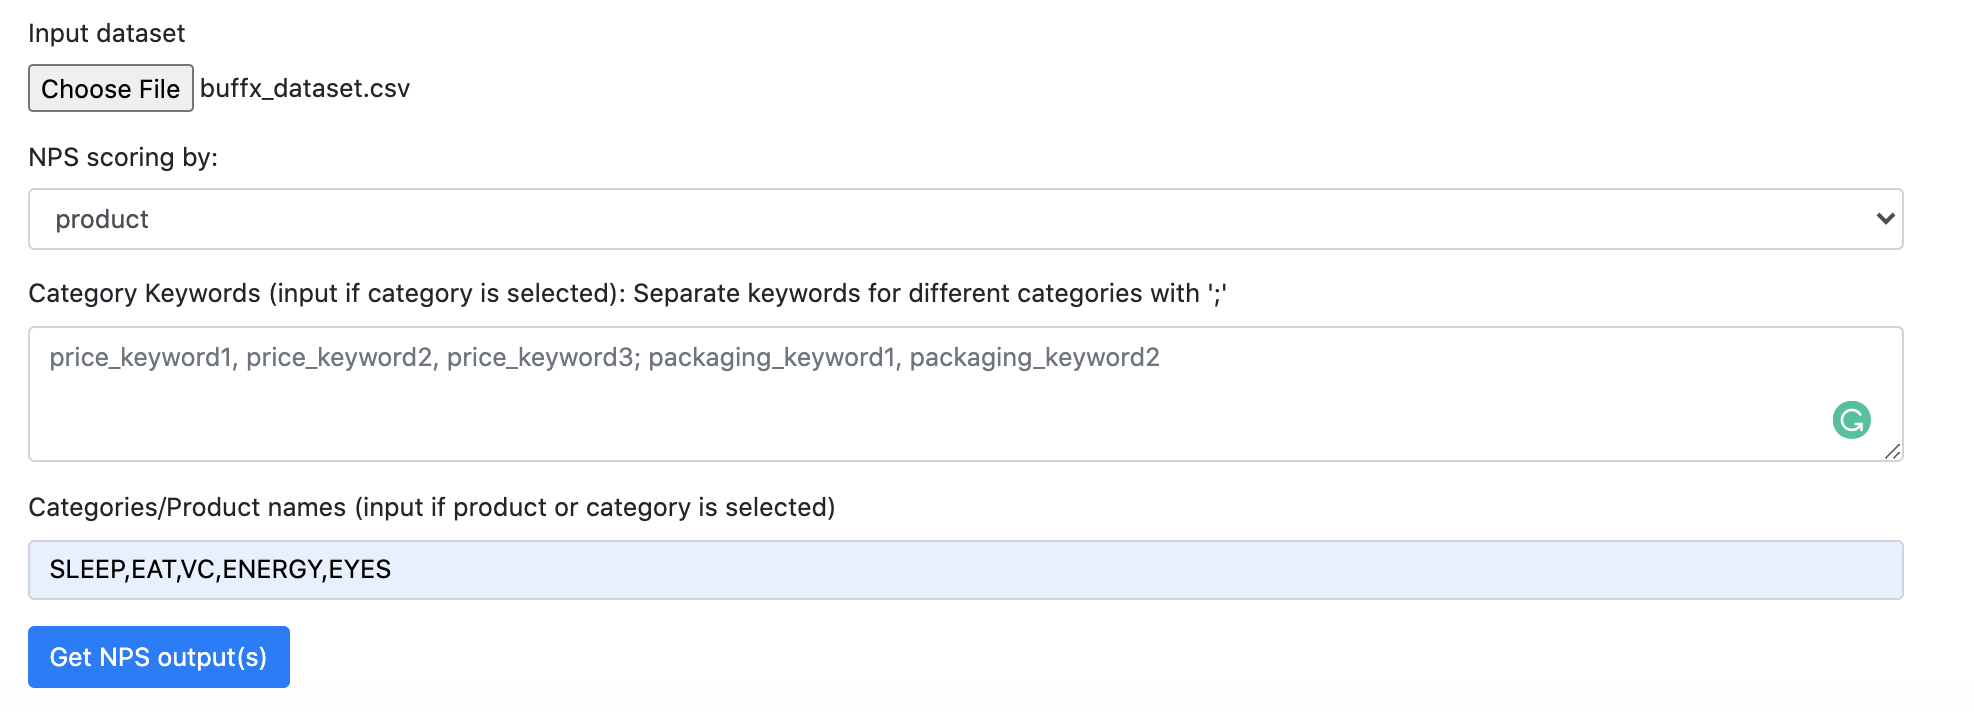 Input dataset
Choose File buffx_dataset.csv
NPS scoring by:
product
Category Keywords (input if category is selected): Separate keywords for different categories with ';'
price_keyword1, price_keyword2, price_keyword3; packaging_keyword1, packaging_keyword2
Categories/Product names (input if product or category is selected)
SLEEP,EAT,VC,ENERGY,EYES
Get NPS output(s)